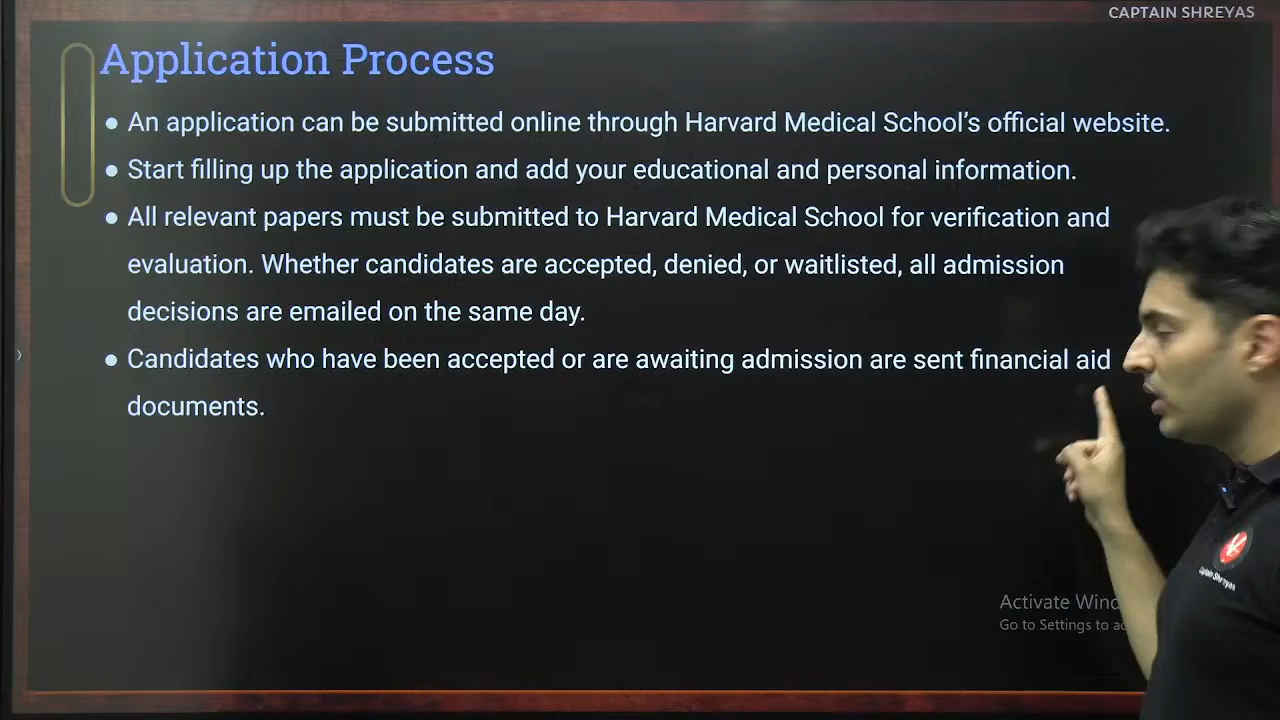 CAPTAIN SHREYAS
Application Process
● An application can be submitted online through Harvard Medical School’s official website.
● Start filling up the application and add your educational and personal information.
● All relevant papers must be submitted to Harvard Medical School for verification and
evaluation. Whether candidates are accepted, denied, or waitlisted, all admission
decisions are emailed on the same day.
● Candidates who have been accepted or are awaiting admission are sent financial aid
documents.
Activate Wind
Go to Settings to ac
Captain Shreyas